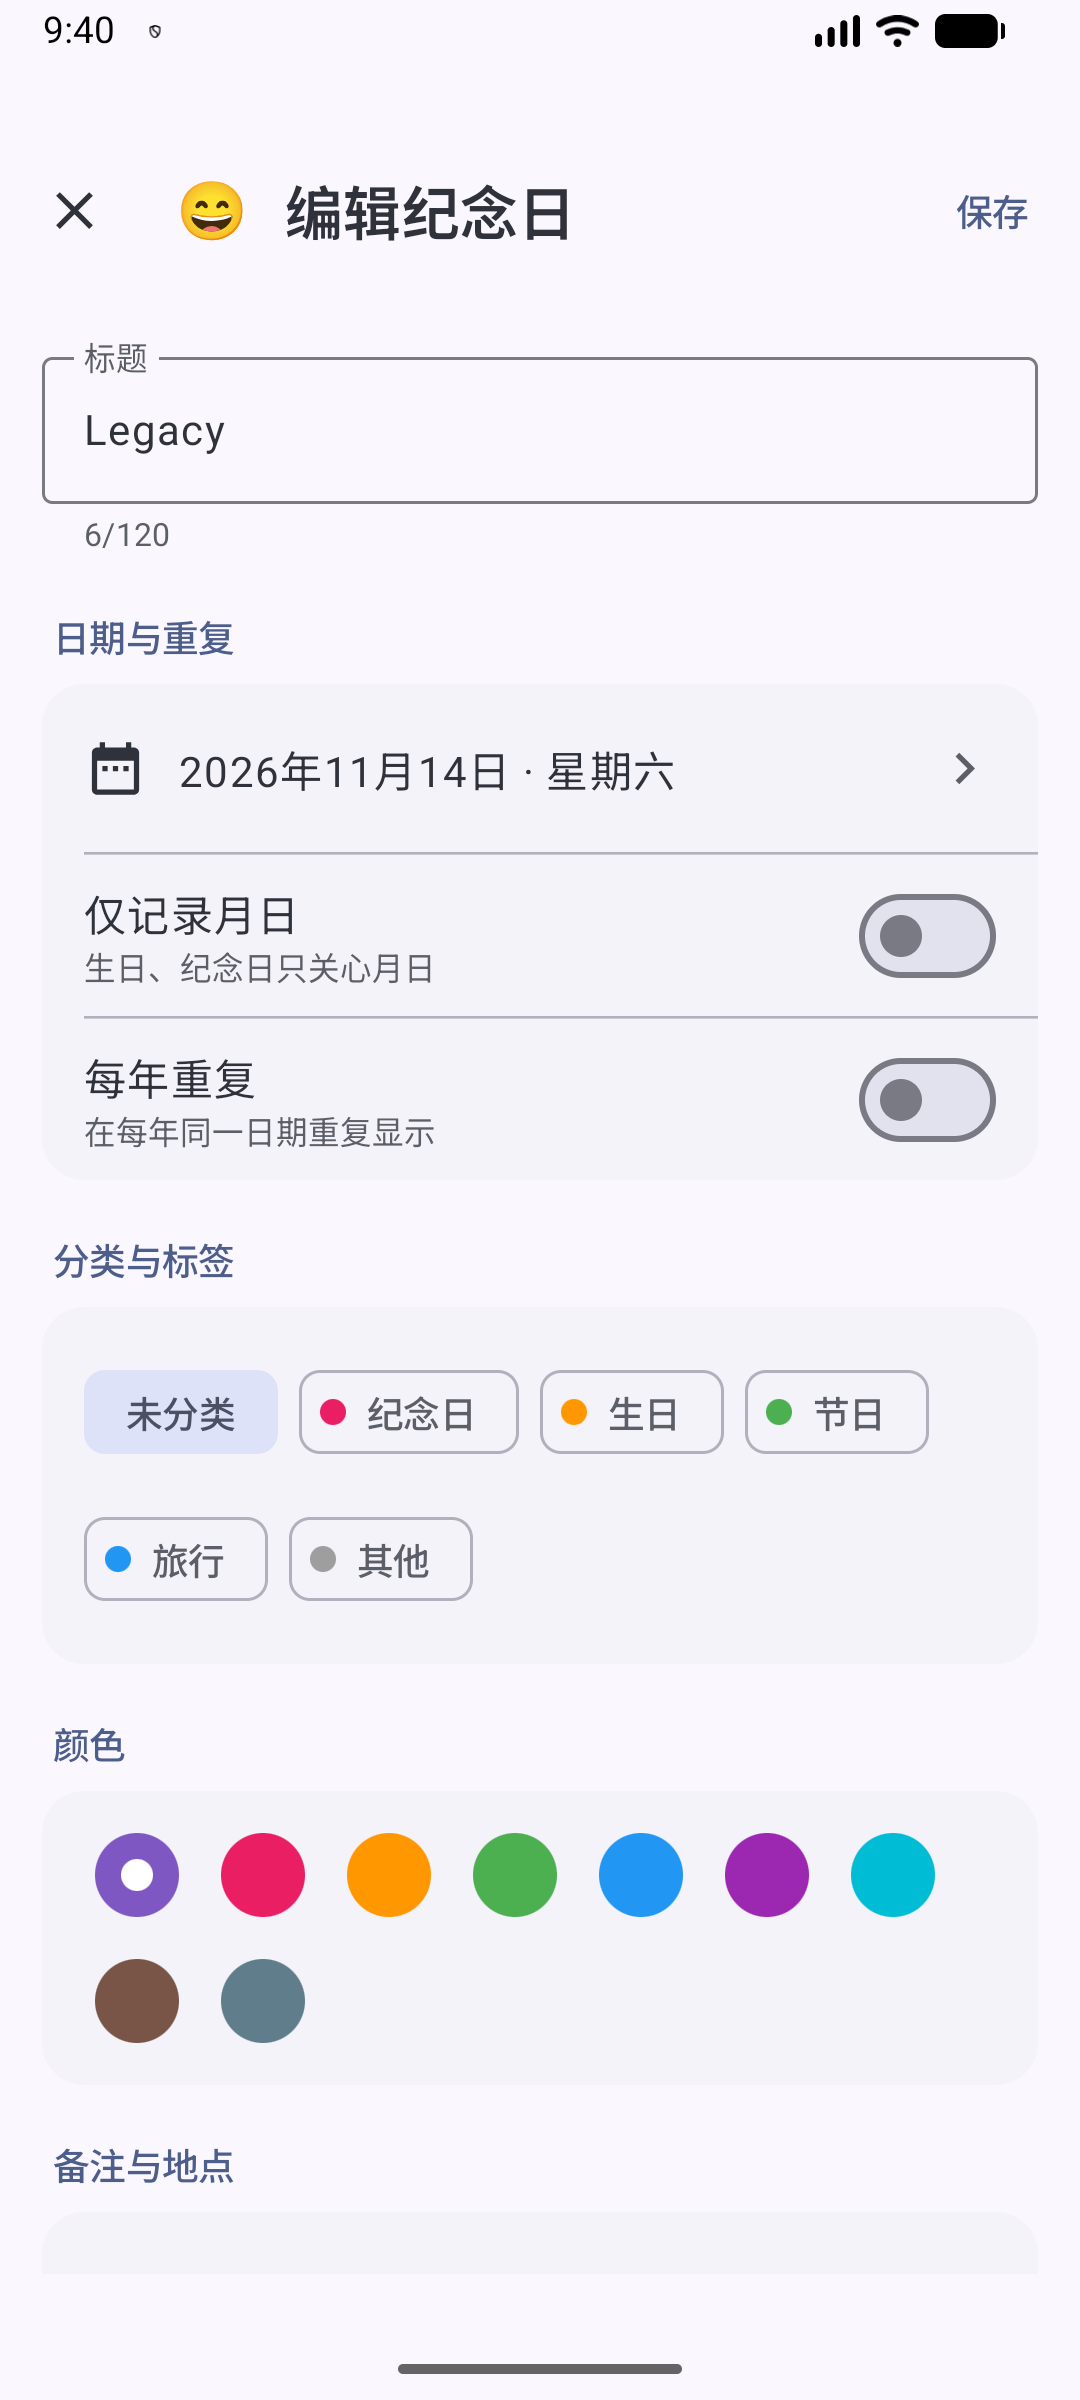 9:40
编辑纪念日
保存
标题
Legacy
6/120
日期与重复
2026年11月14日 · 星期六
仅记录月日
生日、纪念日只关心月日
每年重复
在每年同一日期重复显示
分类与标签
未分类
纪念日
生日
节日
旅行
其他
颜色
备注与地点